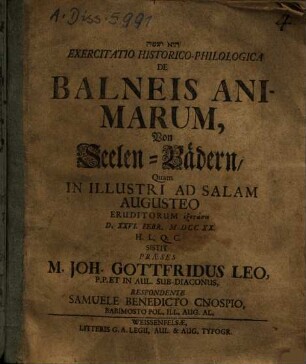 A. Diss. 5991
EXERCITATIO HISTORICO-PHILOLOGICA
DE
BALNEIS ANI-
MARUM,
Von
Seelen-Bädern/
Quam
IN ILLUSTRI AD SALAM
AUGUSTEO
ERUDITORUM
D. XXVI. FEBR. M DCC XX.
H. L. Q. C.
SISTIT
PRÆSES
M. JOH. GOTTFRIDUS LEO,
P.P. ET IN AUL. SUB-DIACONUS,
RESPONDENTE
SAMUELE BENEDICTO CNOSPIO,
BABIMOSTO POL. ILL. AUG. AL.
WEISSENFELSÆ,
LITTERIS G. A. LEGII, AUL. & AUG. TYPOGR.